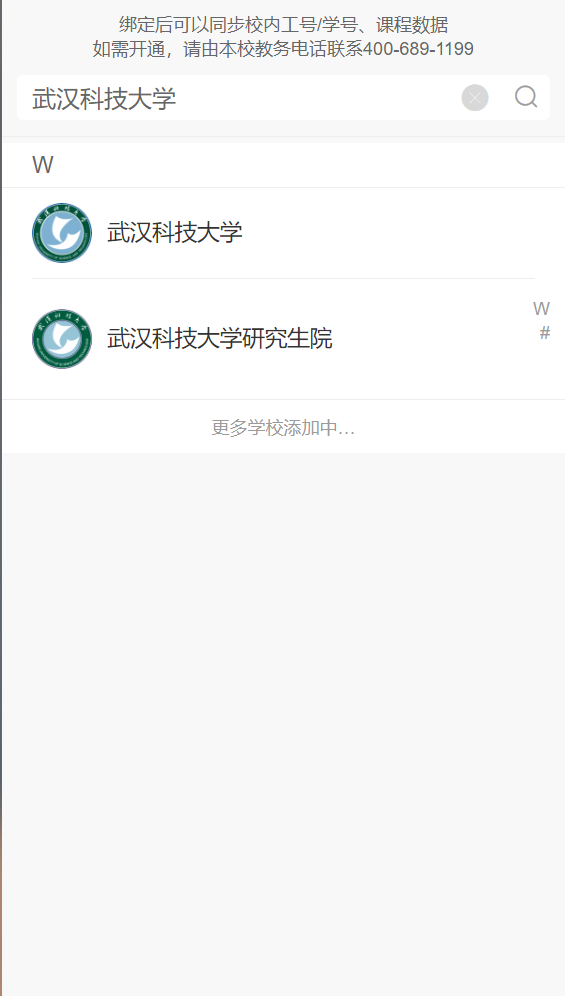 绑定后可以同步校内工号/学号、课程数据
如需开通，请由本校教务电话联系400-689-1199
武汉科技大学
W
武汉科技大学
武汉科技大学研究生院
W
#
更多学校添加中…